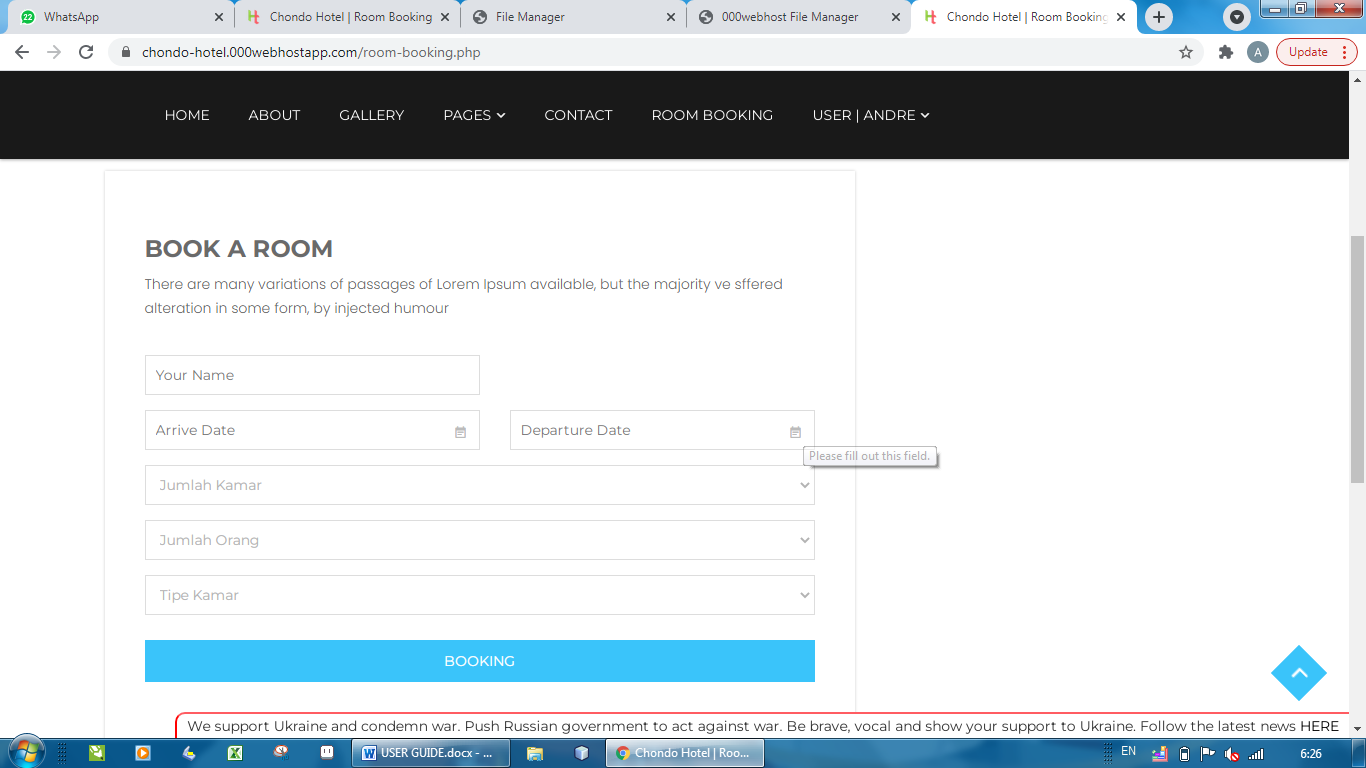 WhatsApp
Chondo Hotel | Room Booking
File Manager
000webhost File Manager
Chondo Hotel | Room Booking
chondo-hotel.000webhostapp.com/room-booking.php
A
Update
HOME
ABOUT
GALLERY
PAGES
CONTACT
ROOM BOOKING
USER | ANDRE
BOOK A ROOM
There are many variations of passages of Lorem Ipsum available, but the majority ve sffered
alteration in some form, by injected humour
Your Name
Arrive Date
Departure Date
Please fill out this field.
Jumlah Kamar
Jumlah Orang
Tipe Kamar
BOOKING
We support Ukraine and condemn war. Push Russian government to act against war. Be brave, vocal and show your support to Ukraine. Follow the latest news HERE
USER GUIDE.docx - ...
Chondo Hotel | Roo...
EN
6:26